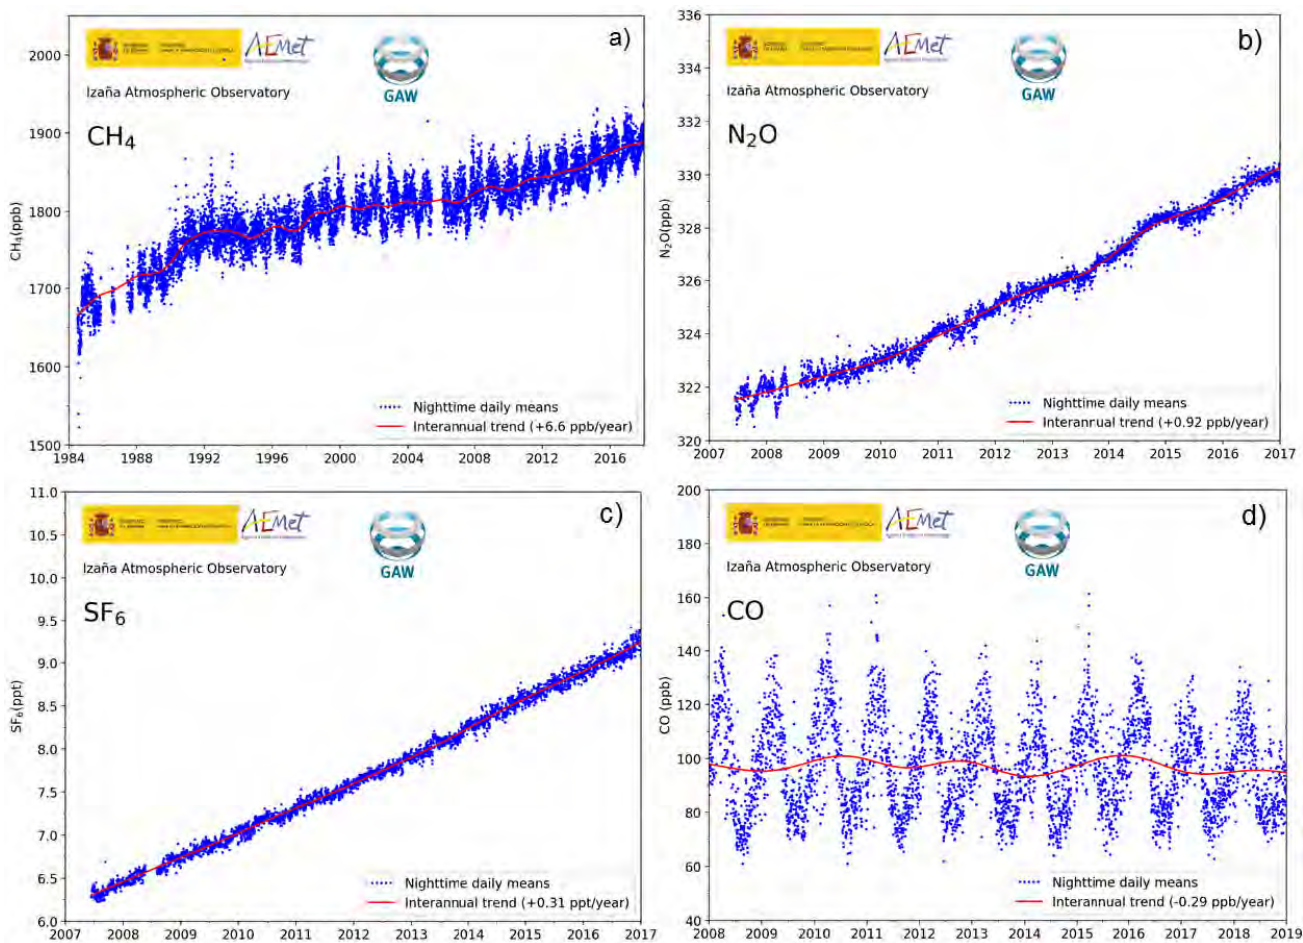 a)
AEmet
GAW
Izaña Atmospheric Observatory
CH4
CH4(ppb)
2000
1900
1800
1700
1600
1500
1984 1988 1992 1996 2000 2004 2008 2012 2016
Nighttime daily means
Interannual trend (+6.6 ppb/year)
b)
AEmet
GAW
Izaña Atmospheric Observatory
N2O
N2O(ppb)
336
334
332
330
328
326
324
322
320
2007 2008 2009 2010 2011 2012 2013 2014 2015 2016 2017
Nighttime daily means
Interanrual trend (+0.92 ppb/year)
c)
AEmet
GAW
Izaña Atmospheric Observatory
SF6
SF6(ppt)
11.0
10.5
10.0
9.5
9.0
8.5
8.0
7.5
7.0
6.5
6.0
2007 2008 2009 2010 2011 2012 2013 2014 2015 2016 2017
Nighttime daily means
Interannual trend (+0.31 ppt/year)
d)
AEmet
GAW
Izaña Atmospheric Observatory
CO
CO (ppb)
200
180
160
140
120
100
80
60
40
2008 2009 2010 2011 2012 2013 2014 2015 2016 2017 2018 2019
Nighttime daily means
Interannual trend (-0.29 ppb/year)